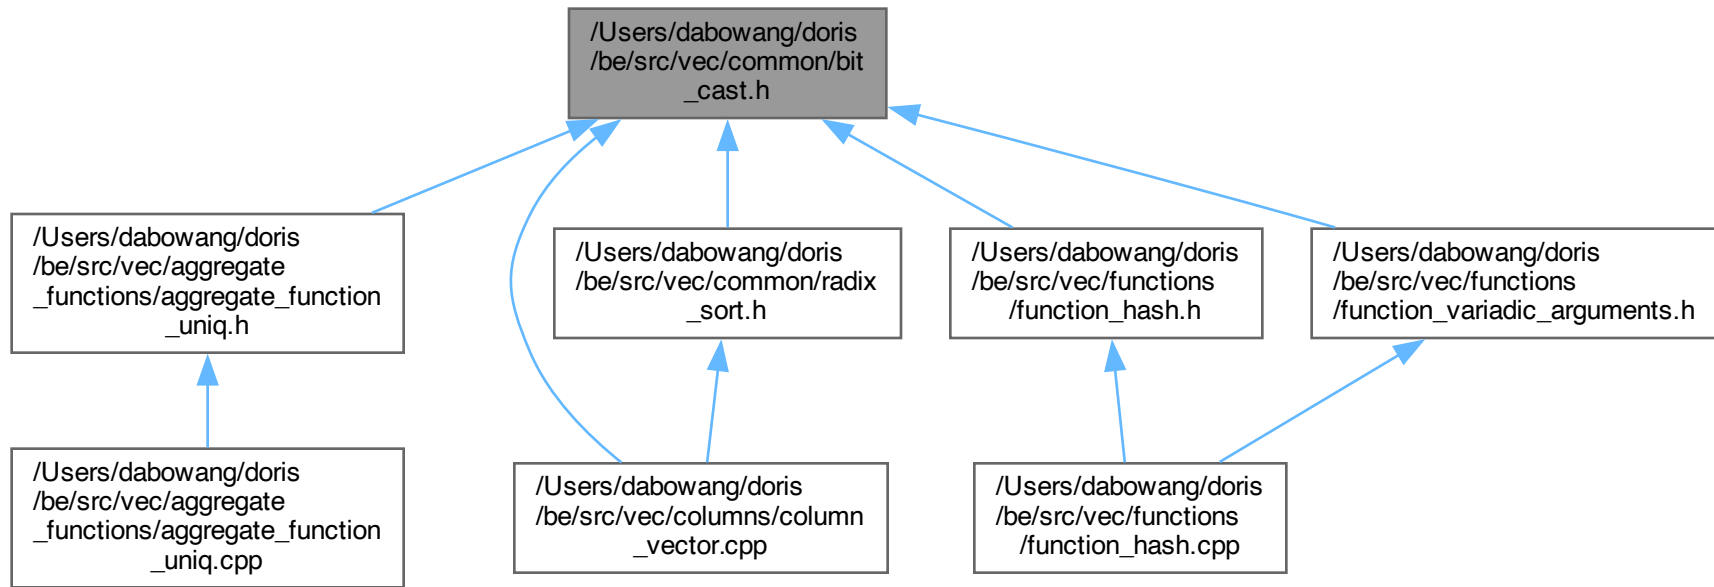 /Users/dabowang/doris
/be/src/vec/common/bit
_cast.h
/Users/dabowang/doris
/be/src/vec/aggregate
_functions/aggregate_function
_uniq.h
/Users/dabowang/doris
/be/src/vec/common/radix
_sort.h
/Users/dabowang/doris
/be/src/vec/functions
/function_hash.h
/Users/dabowang/doris
/be/src/vec/functions
/function_variadic_arguments.h
/Users/dabowang/doris
/be/src/vec/aggregate
_functions/aggregate_function
_uniq.cpp
/Users/dabowang/doris
/be/src/vec/columns/column
_vector.cpp
/Users/dabowang/doris
/be/src/vec/functions
/function_hash.cpp